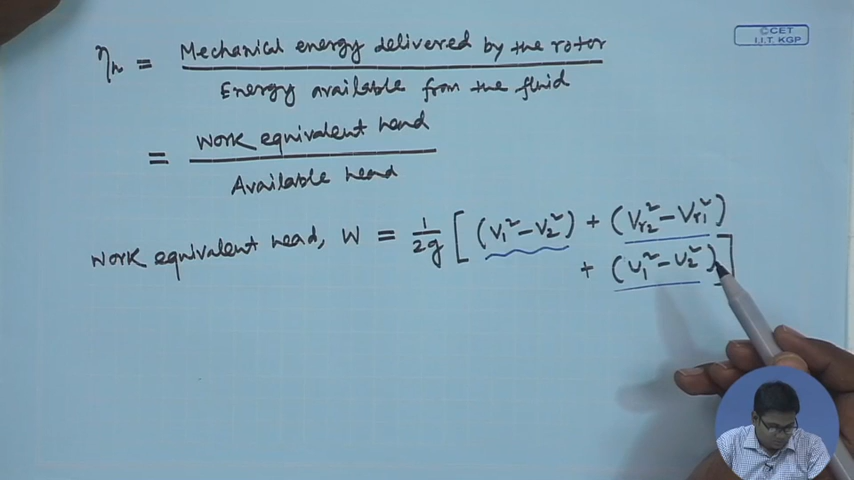 © CET
I.I.T. KGP
ηₕ = Mechanical energy delivered by the rotor
Energy available from the fluid
= Work equivalent head
Available head
Work equivalent head, W = 1/2g [ (V₁² − V₂²) + (Vr₂² − Vr₁²)
+ (U₁² − U₂²) ]